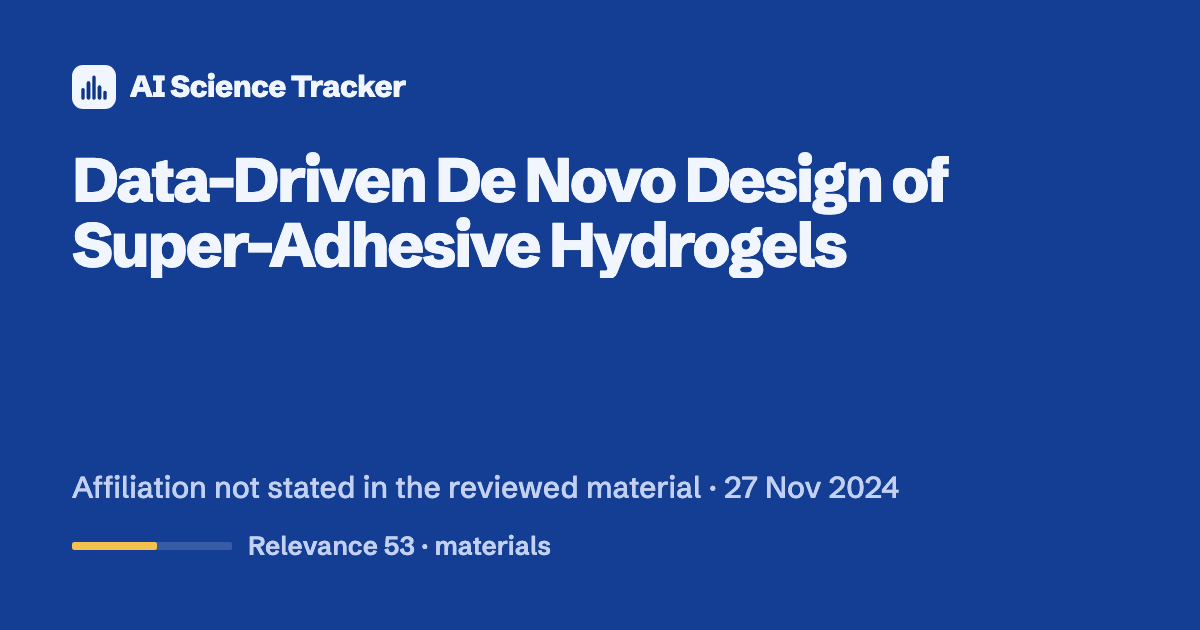 AI Science Tracker
Data-Driven De Novo Design of
Super-Adhesive Hydrogels
Affiliation not stated in the reviewed material · 27 Nov 2024
Relevance 53 · materials